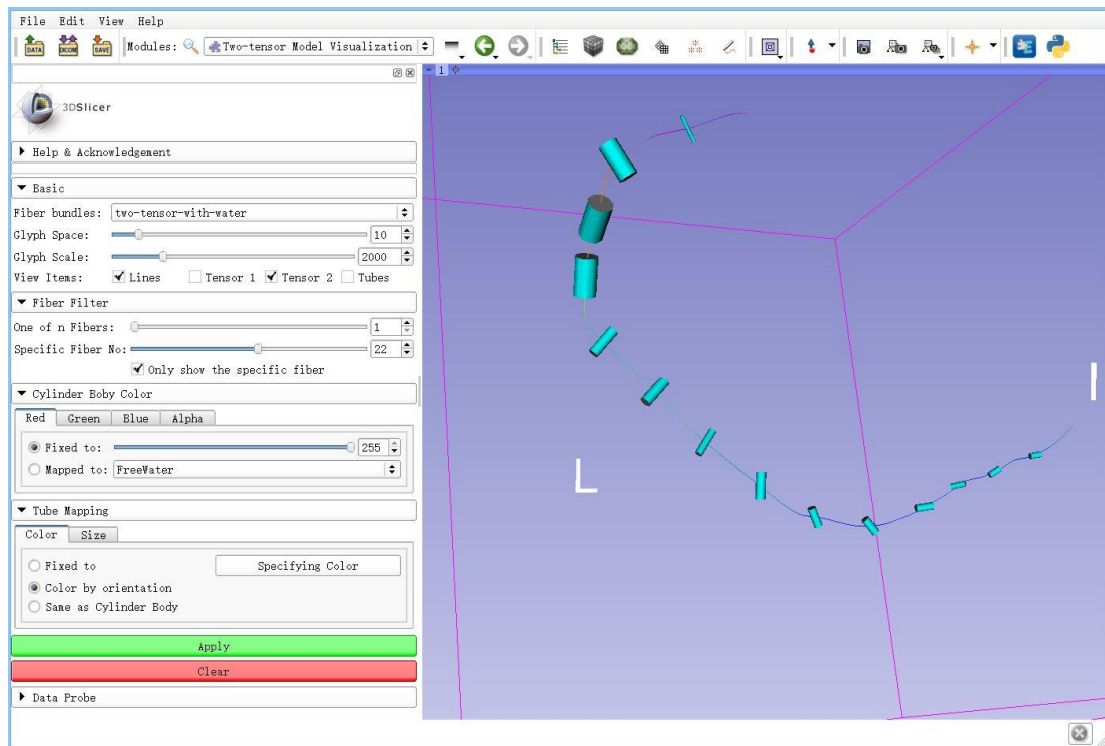 File Edit View Help
DATA DICOM SAVE Modules: Two-tensor Model Visualization
1
3DSlicer
Help & Acknowledgement
Basic
Fiber bundles: two-tensor-with-water
Glyph Space: 10
Glyph Scale: 2000
View Items: Lines Tensor 1 Tensor 2 Tubes
Fiber Filter
One of n Fibers: 1
Specific Fiber No: 22
Only show the specific fiber
Cylinder Boby Color
Red Green Blue Alpha
Fixed to: 255
Mapped to: FreeWater
Tube Mapping
Color Size
Fixed to Specifying Color
Color by orientation
Same as Cylinder Body
Apply
Clear
Data Probe
L
I